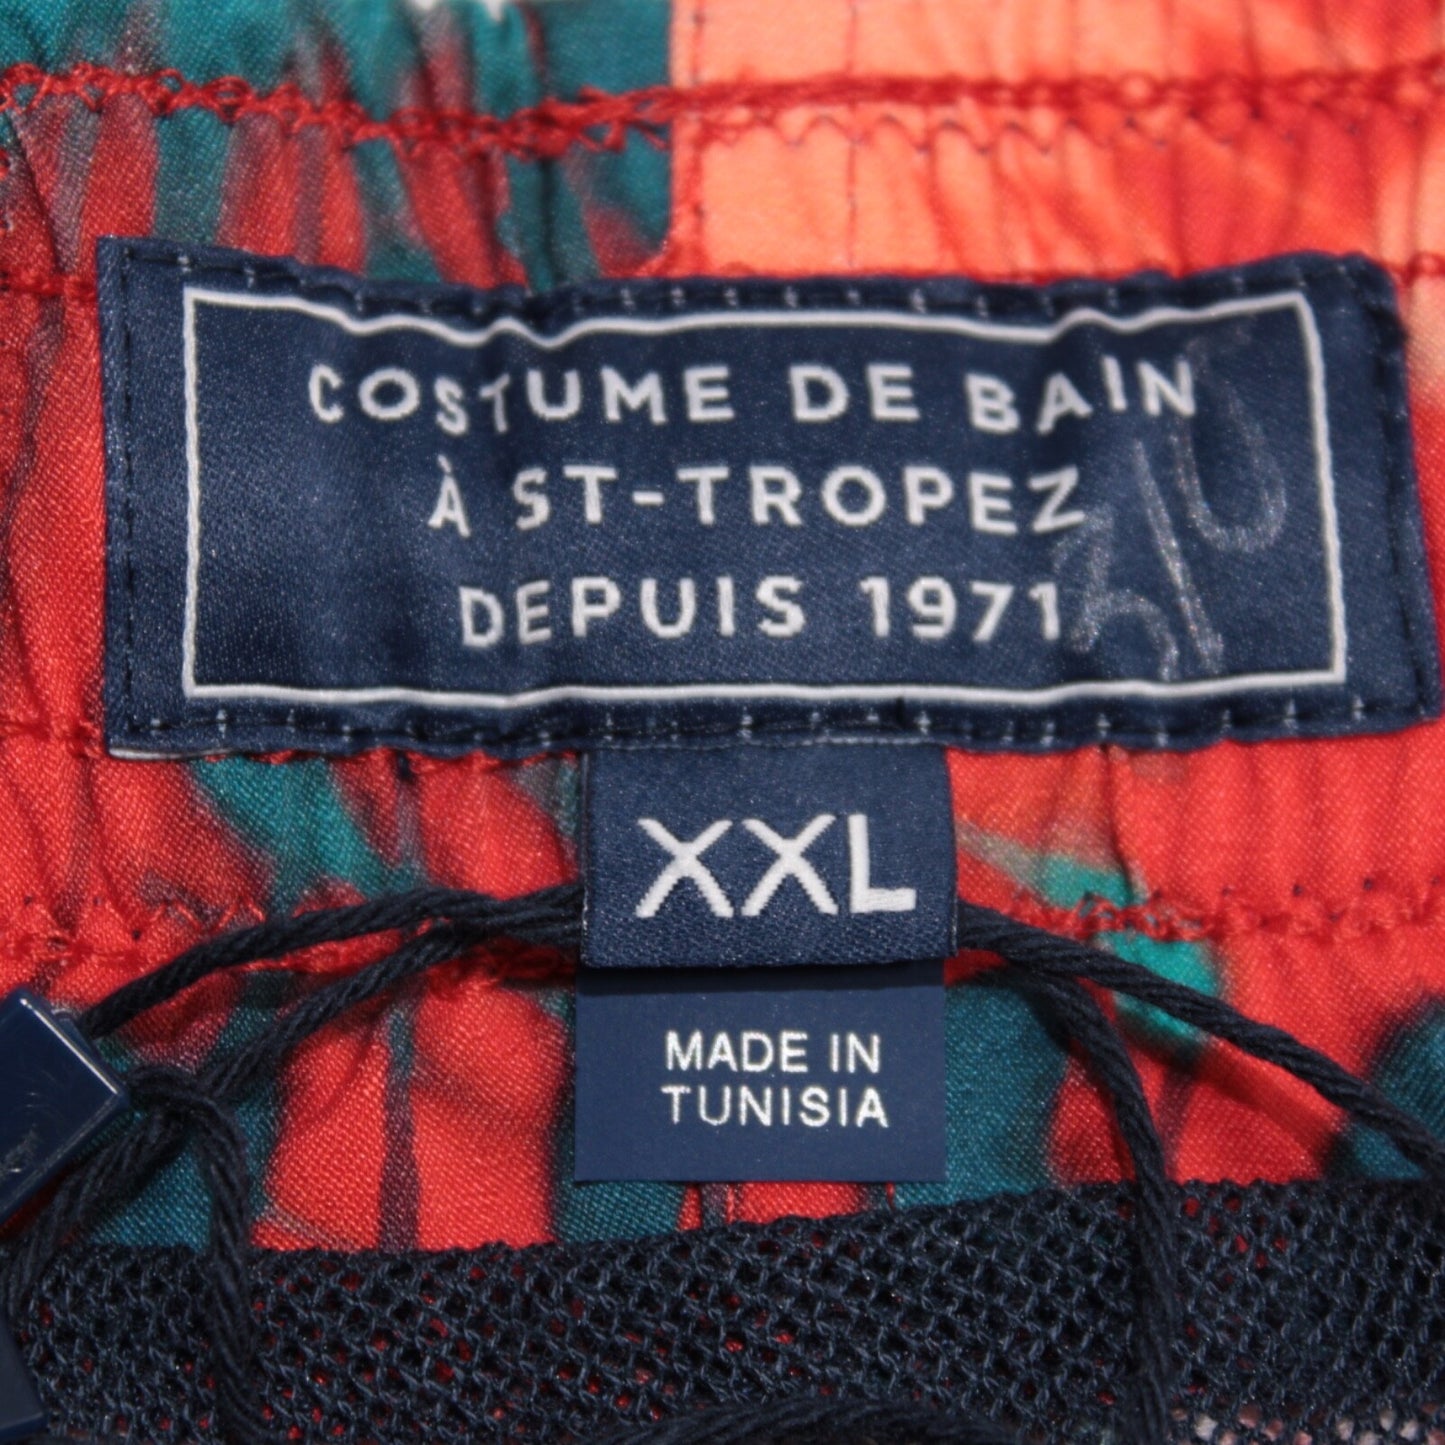 COSTUME DE BAIN
À ST-TROPEZ
DEPUIS 1971
XXL
MADE IN
TUNISIA